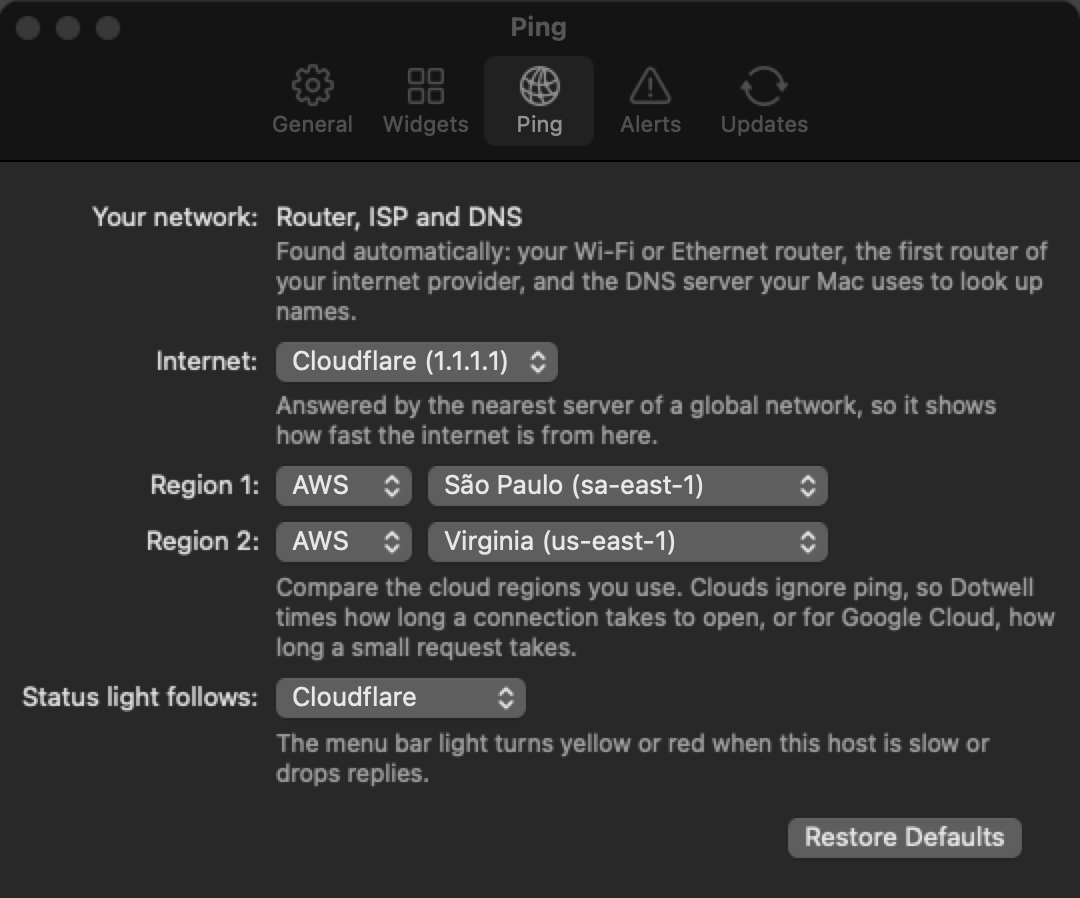 Ping
General
Widgets
Ping
Alerts
Updates
Your network: Router, ISP and DNS
Found automatically: your Wi-Fi or Ethernet router, the first router of
your internet provider, and the DNS server your Mac uses to look up
names.
Internet: Cloudflare (1.1.1.1)
Answered by the nearest server of a global network, so it shows
how fast the internet is from here.
Region 1: AWS São Paulo (sa-east-1)
Region 2: AWS Virginia (us-east-1)
Compare the cloud regions you use. Clouds ignore ping, so Dotwell
times how long a connection takes to open, or for Google Cloud, how
long a small request takes.
Status light follows: Cloudflare
The menu bar light turns yellow or red when this host is slow or
drops replies.
Restore Defaults